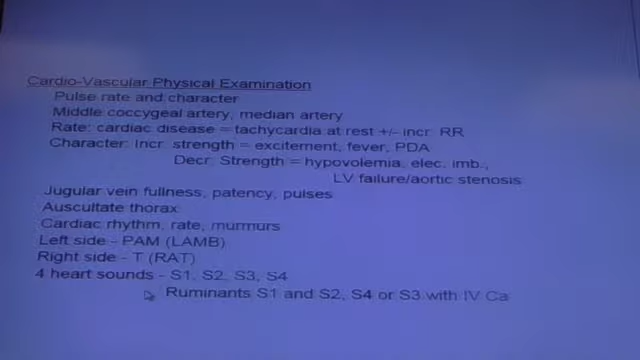 Cardio-Vascular Physical Examination
Pulse rate and character
Middle coccygeal artery, median artery
Rate: cardiac disease = tachycardia at rest +/- incr. RR
Character: Incr. strength = excitement, fever, PDA
Decr. Strength = hypovolemia, elec. imb.,
LV failure/aortic stenosis
Jugular vein fullness, patency, pulses
Auscultate thorax
Cardiac rhythm, rate, murmurs
Left side - PAM (LAMB)
Right side - T (RAT)
4 heart sounds - S1, S2, S3, S4
Ruminants S1 and S2, S4 or S3 with IV Ca